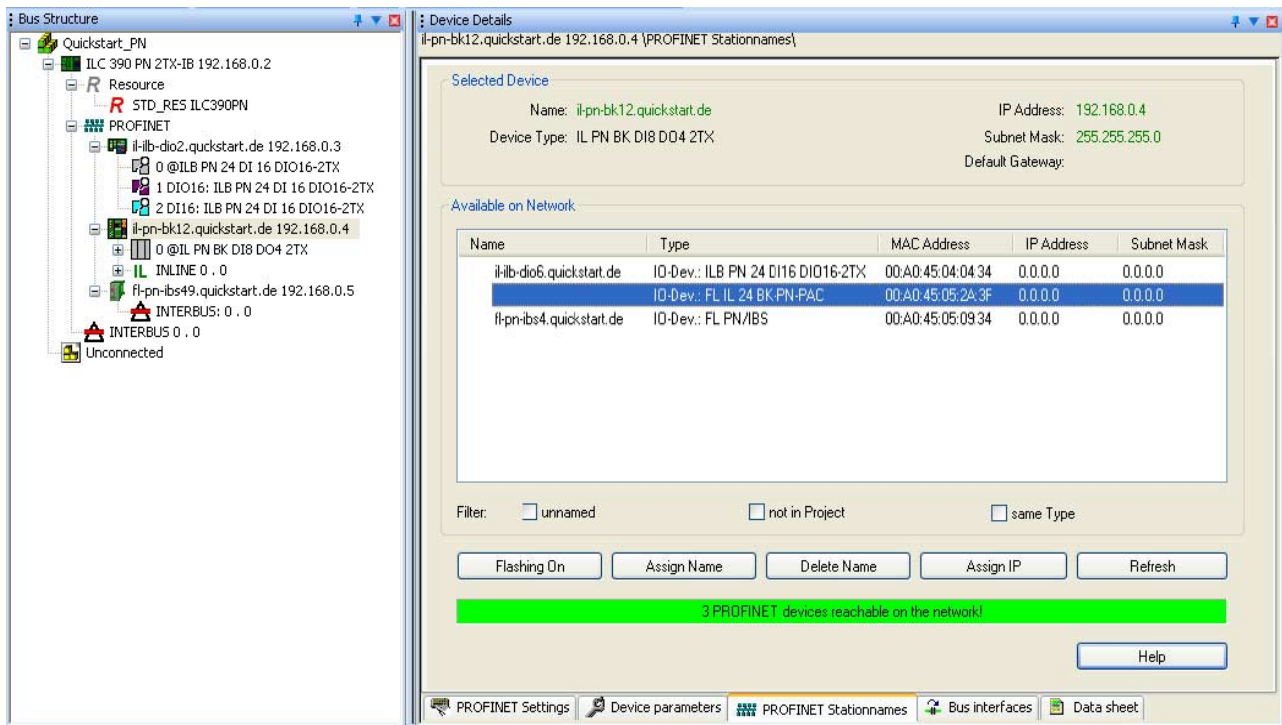 Bus Structure
Quickstart_PN
ILC 390 PN 2TX-IB 192.168.0.2
Resource
STD_RES ILC390PN
PROFINET
il-ilb-dio2.quckstart.de 192.168.0.3
0 @ILB PN 24 DI 16 DIO16-2TX
1 DIO16: ILB PN 24 DI 16 DIO16-2TX
2 DI16: ILB PN 24 DI 16 DIO16-2TX
il-pn-bk12.quickstart.de 192.168.0.4
0 @IL PN BK DI8 DO4 2TX
IL INLINE 0 . 0
fl-pn-ibs49.quickstart.de 192.168.0.5
INTERBUS: 0 . 0
INTERBUS 0 . 0
Unconnected
Device Details
il-pn-bk12.quickstart.de 192.168.0.4 \PROFINET Stationnames\
Selected Device
Name: il-pn-bk12.quickstart.de IP Address: 192.168.0.4
Device Type: IL PN BK DI8 DO4 2TX Subnet Mask: 255.255.255.0
Default Gateway:
Available on Network
Name Type MAC Address IP Address Subnet Mask
il-ilb-dio6.quickstart.de IO-Dev.: ILB PN 24 DI16 DIO16-2TX 00:A0:45:04:04:34 0.0.0.0 0.0.0.0
IO-Dev.: FL IL 24 BK-PN-PAC 00:A0:45:05:2A:3F 0.0.0.0 0.0.0.0
fl-pn-ibs4.quickstart.de IO-Dev.: FL PN/IBS 00:A0:45:05:09:34 0.0.0.0 0.0.0.0
Filter: unnamed not in Project same Type
Flashing On Assign Name Delete Name Assign IP Refresh
3 PROFINET devices reachable on the network!
Help
PROFINET Settings Device parameters PROFINET Stationnames Bus interfaces Data sheet